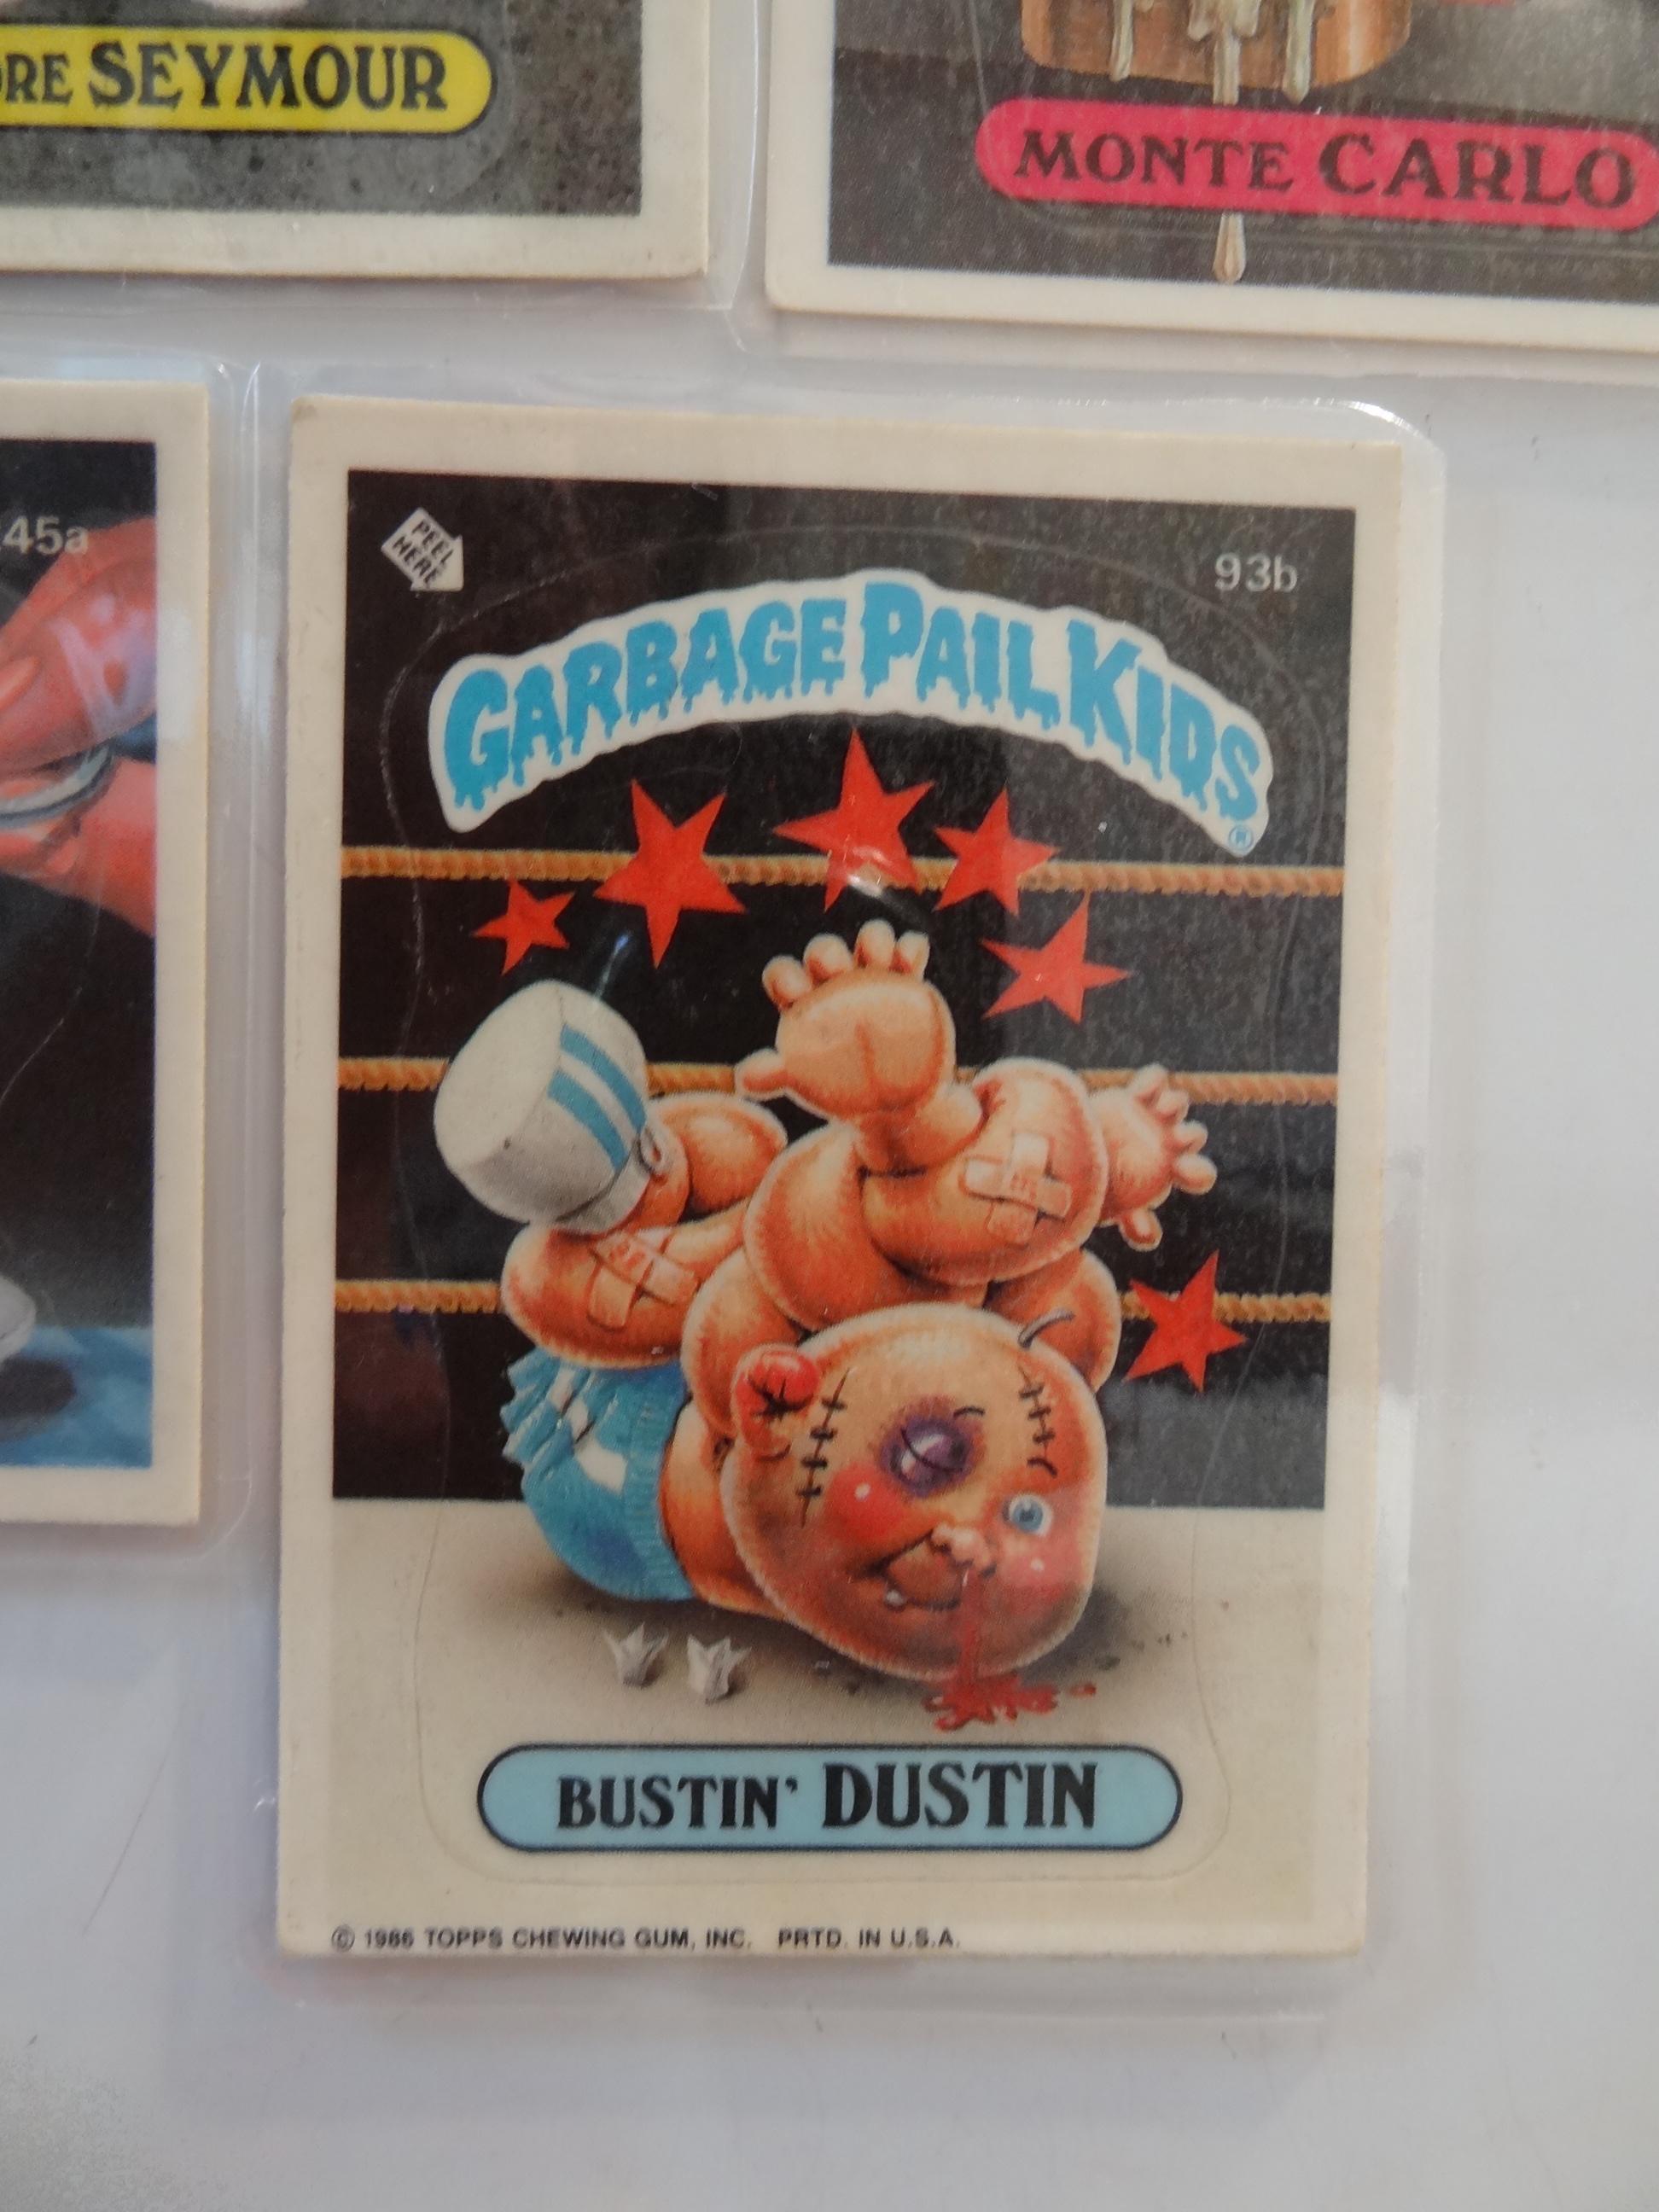 SEYMOUR
MONTE CARLO
45a
PEEL
HERE
93b
GARBAGE PAIL KIDS
®
BUSTIN' DUSTIN
© 1986 TOPPS CHEWING GUM, INC. PRTD. IN U.S.A.